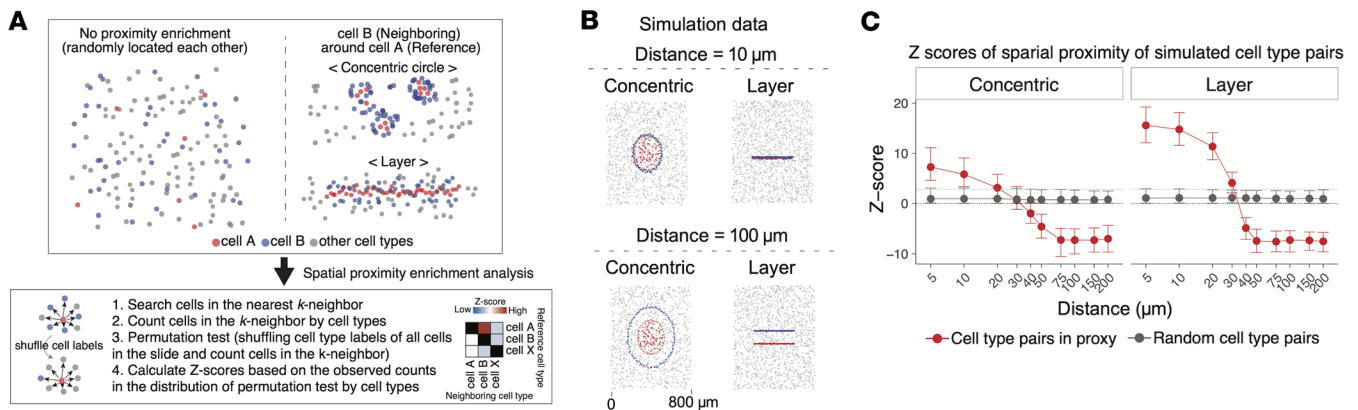 A
No proximity enrichment
(randomly located each other)
cell B (Neighboring)
around cell A (Reference)
< Concentric circle >
< Layer >
cell A cell B other cell types
Spatial proximity enrichment analysis
shuffle cell labels
1. Search cells in the nearest k-neighbor
2. Count cells in the k-neighbor by cell types
3. Permutation test (shuffling cell type labels of all cells
in the slide and count cells in the k-neighbor)
4. Calculate Z-scores based on the observed counts
in the distribution of permutation test by cell types
Z-score
Low High
cell A
cell B
cell X
Reference cell type
cell A
cell B
cell X
Neighboring cell type
B
Simulation data
Distance = 10 µm
Concentric Layer
Distance = 100 µm
Concentric Layer
0 800 µm
C
Z scores of sparial proximity of simulated cell type pairs
Concentric Layer
Z-score
20
10
0
-10
5 10 20 30 40 50 75 100 150 200
5 10 20 30 40 50 75 100 150 200
Distance (µm)
Cell type pairs in proxy Random cell type pairs